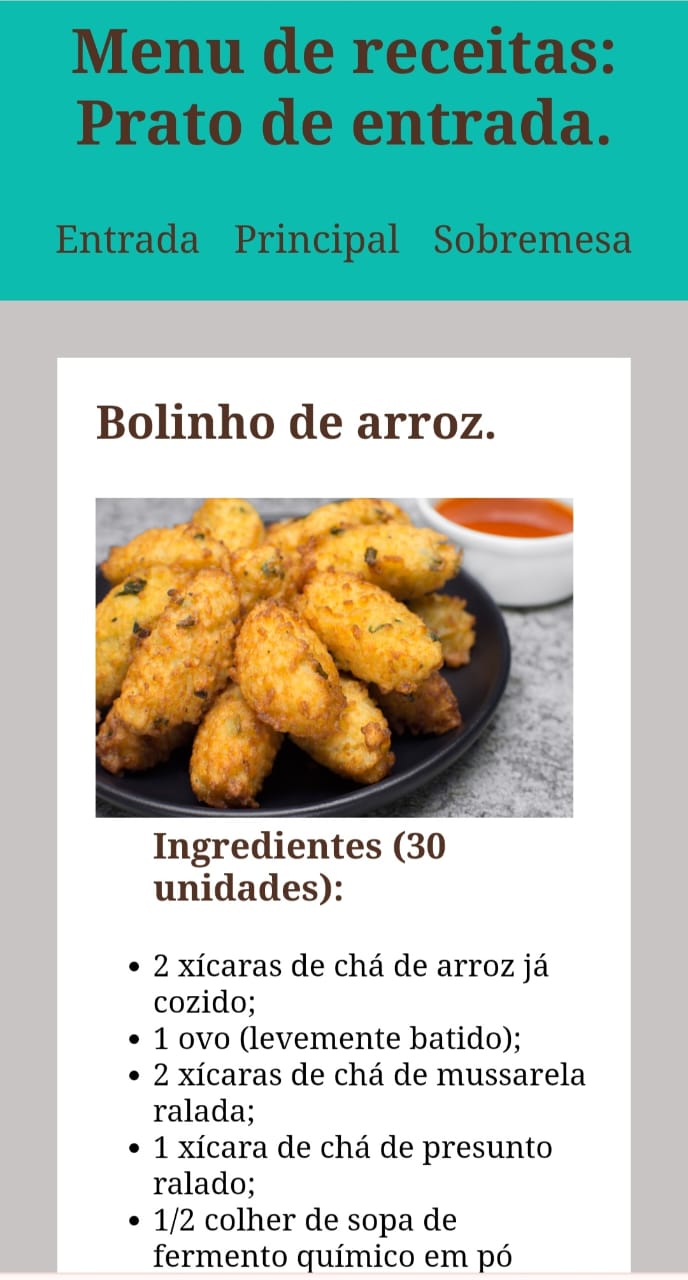 Menu de receitas:
Prato de entrada.
Entrada Principal Sobremesa
Bolinho de arroz.
Ingredientes (30
unidades):
• 2 xícaras de chá de arroz já
cozido;
• 1 ovo (levemente batido);
• 2 xícaras de chá de mussarela
ralada;
• 1 xícara de chá de presunto
ralado;
• 1/2 colher de sopa de
fermento químico em pó